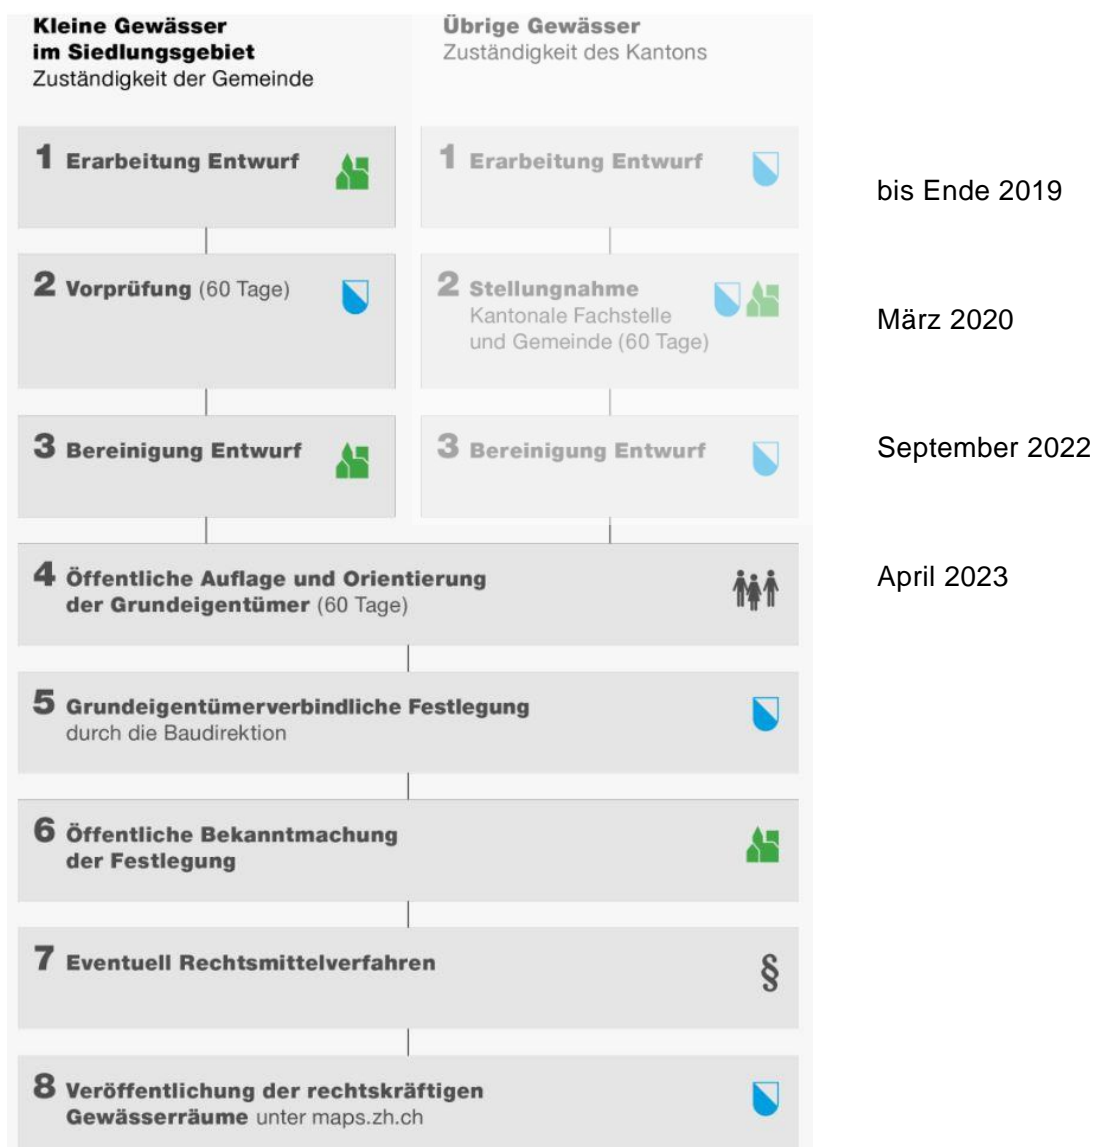 Kleine Gewässer
im Siedlungsgebiet
Zuständigkeit der Gemeinde
Übrige Gewässer
Zuständigkeit des Kantons
1 Erarbeitung Entwurf
1 Erarbeitung Entwurf
bis Ende 2019
2 Vorprüfung (60 Tage)
2 Stellungnahme
Kantonale Fachstelle
und Gemeinde (60 Tage)
März 2020
3 Bereinigung Entwurf
3 Bereinigung Entwurf
September 2022
4 Öffentliche Auflage und Orientierung
der Grundeigentümer (60 Tage)
April 2023
5 Grundeigentümerverbindliche Festlegung
durch die Baudirektion
6 Öffentliche Bekanntmachung
der Festlegung
7 Eventuell Rechtsmittelverfahren
§
8 Veröffentlichung der rechtskräftigen
Gewässerräume unter maps.zh.ch